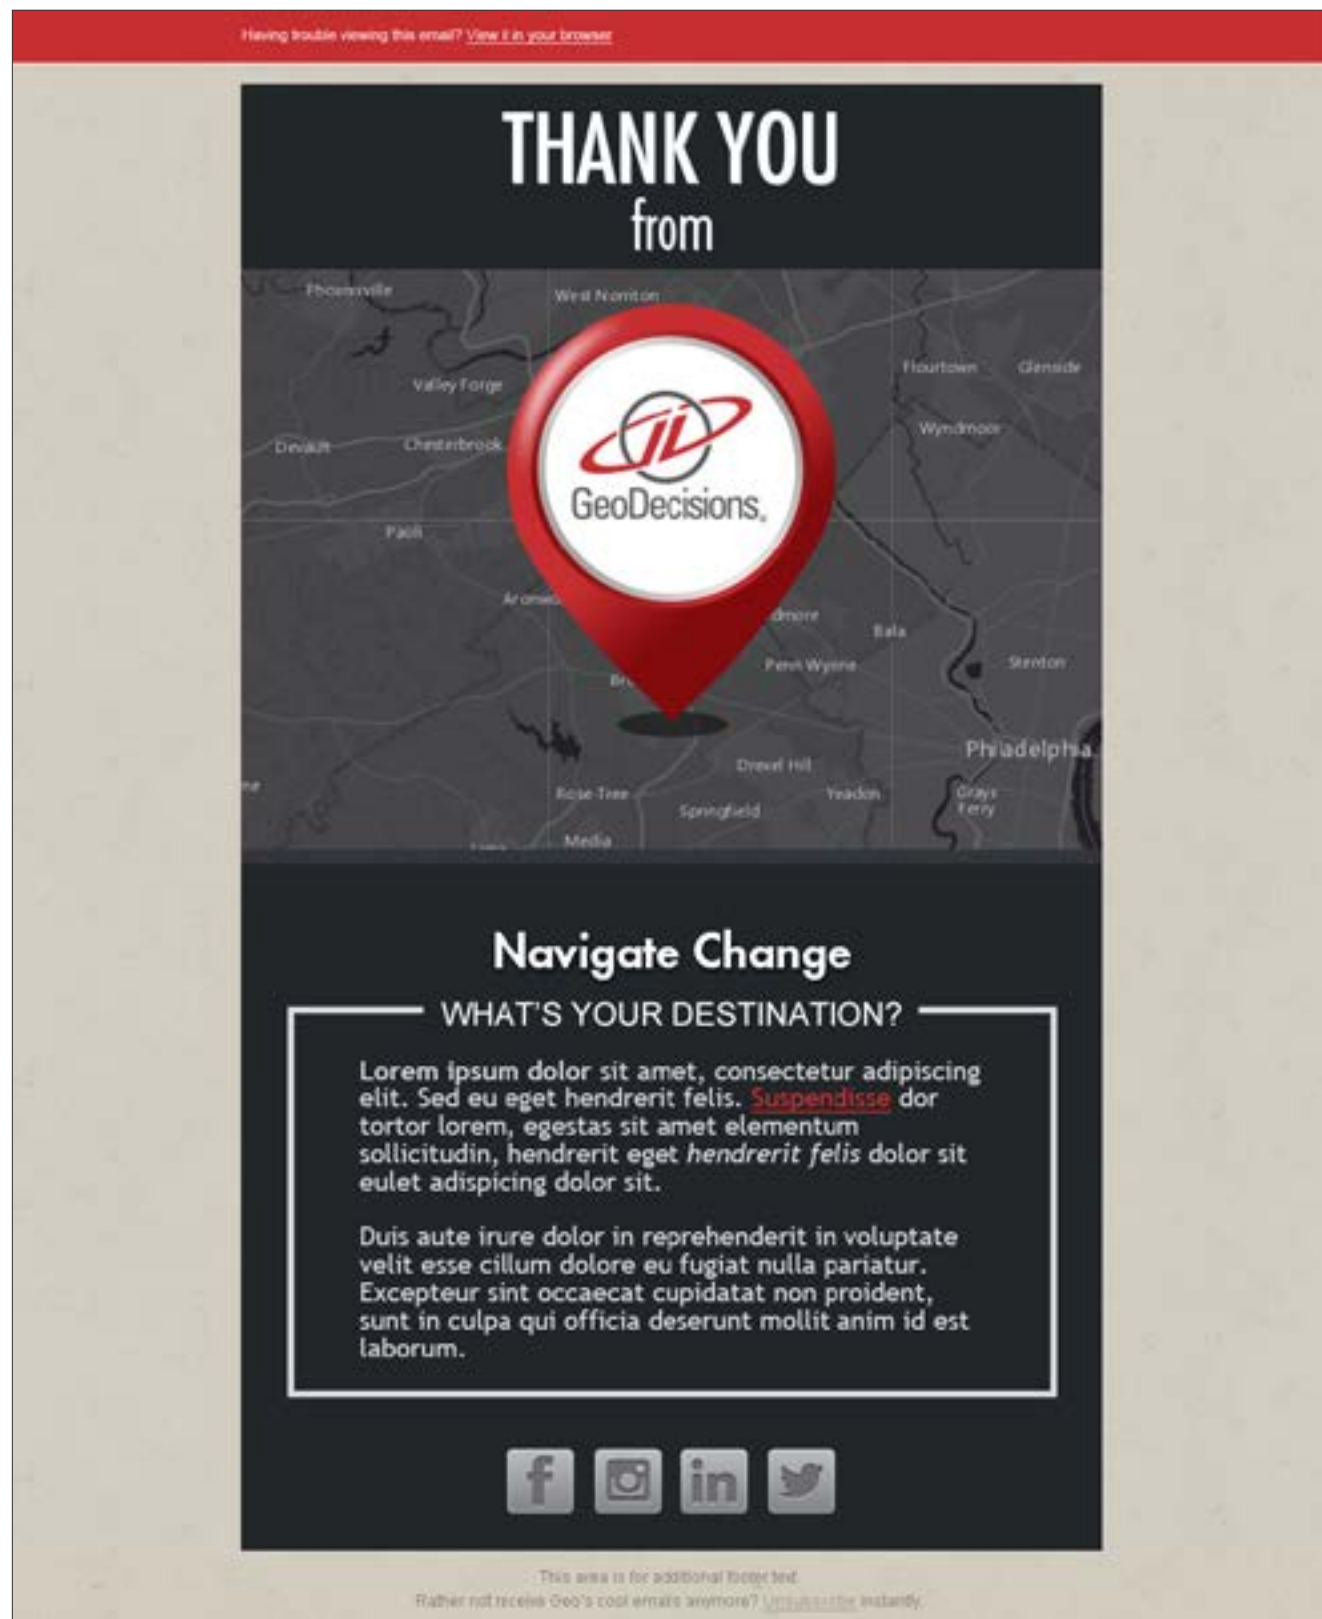 Having trouble viewing this email? View it in your browser
THANK YOU
from
Phoenixville
West Norriton
Flourtown
Glenside
Valley Forge
Wyndmoor
Devault
Chesterbrook
GeoDecisions
Paoli
dmore
Bala
Penn Wynne
Stenton
Philadelphia
Drexel Hill
Rose Tree
Yeadon
Grays
Ferry
Springfield
Media
Navigate Change
WHAT'S YOUR DESTINATION?
Lorem ipsum dolor sit amet, consectetur adipiscing
elit. Sed eu eget hendrerit felis. Suspendisse dor
tortor lorem, egestas sit amet elementum
sollicitudin, hendrerit eget hendrerit felis dolor sit
eulet adispicing dolor sit.
Duis aute irure dolor in reprehenderit in voluptate
velit esse cillum dolore eu fugiat nulla pariatur.
Excepteur sint occaecat cupidatat non proident,
sunt in culpa qui officia deserunt mollit anim id est
laborum.
f
in
This area is for additional footer text.
Rather not receive Geo's cool emails anymore? Unsubscribe instantly.